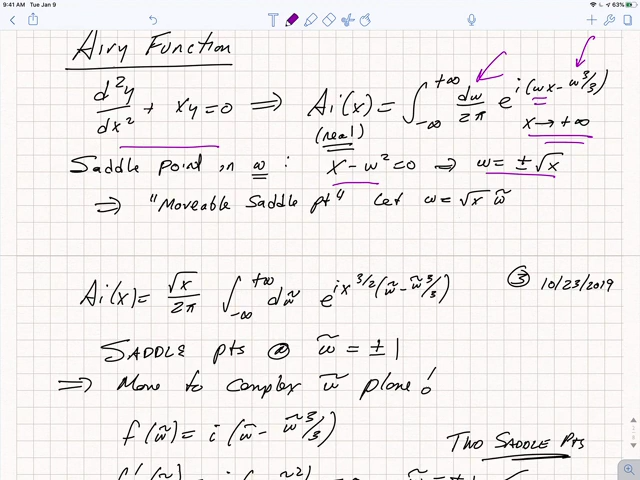 9:41 AM Tue Jan 9
63%
Airy Function
d²y/dx² + xy = 0 ⟹ Ai(x) = ∫_{-∞}^{+∞} dω/2π e^{i(ωx - ω³/3)}
(real) x → +∞
Saddle point in ω : x - ω² = 0 ⟹ ω = ±√x
⟹ "Moveable Saddle pt" Let ω = √x ω̃
Ai(x) = √x/2π ∫_{-∞}^{+∞} dω̃ e^{ix^{3/2}(ω̃ - ω̃³/3)} ③ 10/23/2019
SADDLE pts @ ω̃ = ±1
⟹ Move to complex ω̃ plane!
f(ω̃) = i(ω̃ - ω̃³/3)
TWO SADDLE PTS